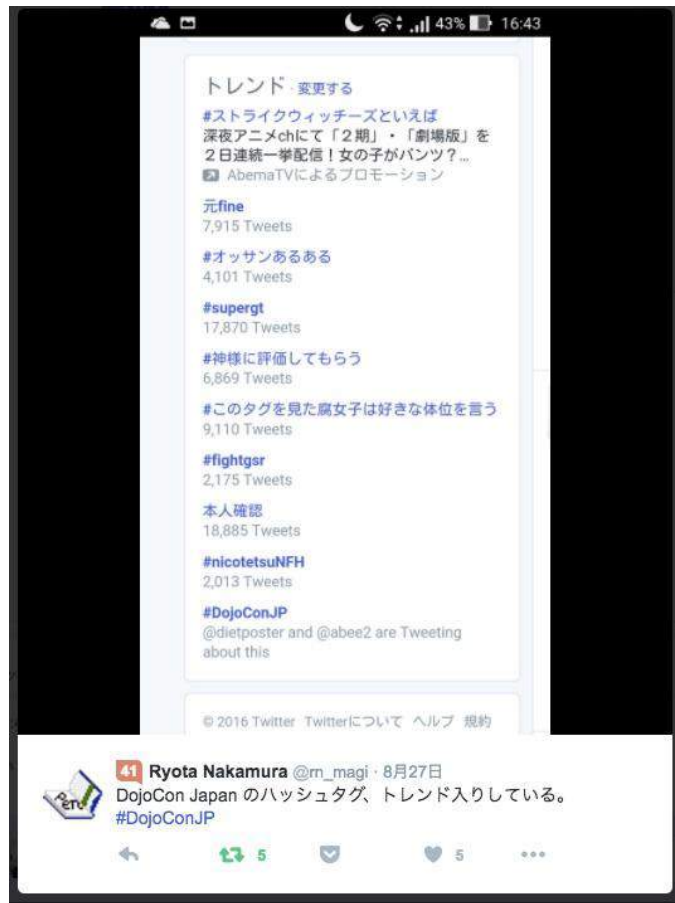 43% 16:43
トレンド · 変更する
#ストライクウィッチーズといえば
深夜アニメchにて「２期」・「劇場版」を
２日連続一挙配信！女の子がパンツ？...
AbemaTVによるプロモーション
元fine
7,915 Tweets
#オッサンあるある
4,101 Tweets
#supergt
17,870 Tweets
#神様に評価してもらう
6,869 Tweets
#このタグを見た腐女子は好きな体位を言う
9,110 Tweets
#fightgsr
2,175 Tweets
本人確認
18,885 Tweets
#nicotetsuNFH
2,013 Tweets
#DojoConJP
@dietposter and @abee2 are Tweeting
about this
© 2016 Twitter Twitterについて ヘルプ 規約
41 Ryota Nakamura @rn_magi · 8月27日
DojoCon Japan のハッシュタグ、トレンド入りしている。
#DojoConJP
5 5